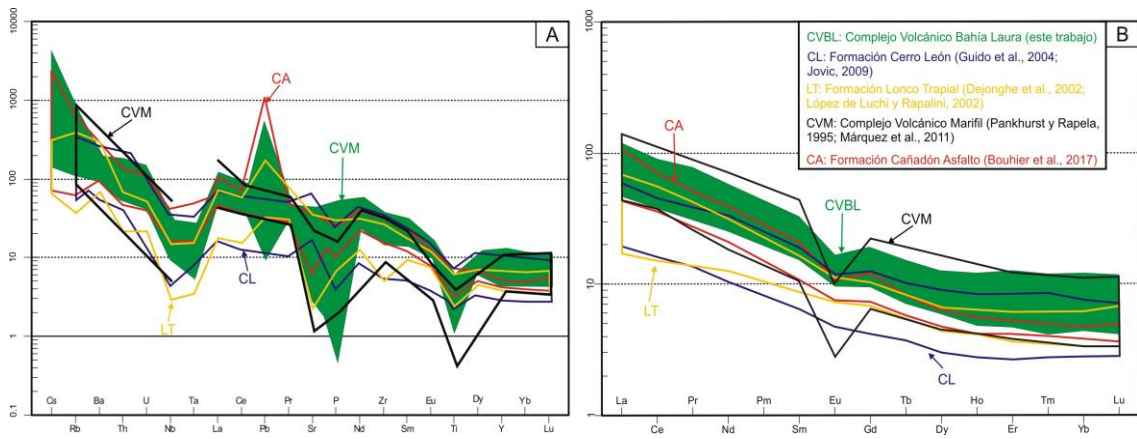 A
10000
1000
100
10
1
0.1
CA
CVM
CVM
CL
LT
Cs
Ba
U
Ta
Ce
Pr
P
Zr
Eu
Dy
Yb
Rb
Th
Nb
La
Pb
Sr
Nd
Sm
Ti
Y
Lu
B
1000
100
10
1
CVBL: Complejo Volcánico Bahía Laura (este trabajo)
CL: Formación Cerro León (Guido et al., 2004;
Jovic, 2009)
LT: Formación Lonco Trapial (Dejonghe et al., 2002;
López de Luchi y Rapalini, 2002)
CVM: Complejo Volcánico Marifil (Pankhurst y Rapela,
1995; Márquez et al., 2011)
CA: Formación Cañadón Asfalto (Bouhier et al., 2017)
CA
CVBL
CVM
LT
CL
La
Pr
Pm
Eu
Tb
Ho
Tm
Lu
Ce
Nd
Sm
Gd
Dy
Er
Yb